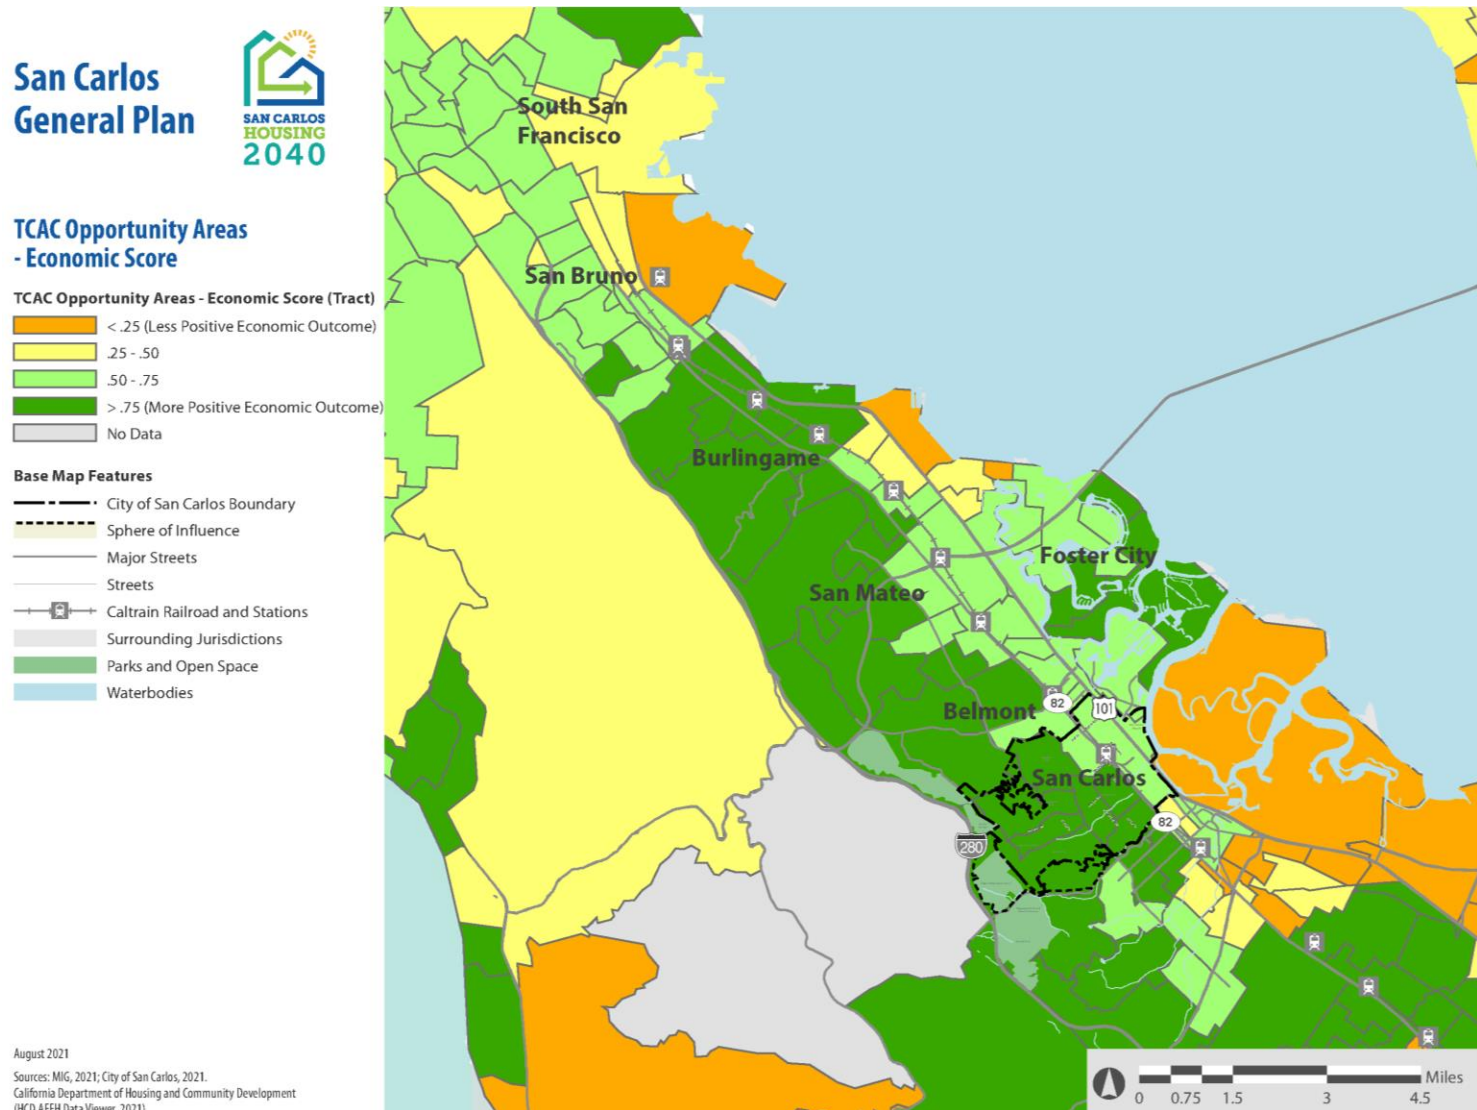 San Carlos
General Plan
SAN CARLOS
HOUSING
2040
TCAC Opportunity Areas
- Economic Score
TCAC Opportunity Areas - Economic Score (Tract)
< .25 (Less Positive Economic Outcome)
.25 - .50
.50 - .75
> .75 (More Positive Economic Outcome)
No Data
Base Map Features
City of San Carlos Boundary
Sphere of Influence
Major Streets
Streets
Caltrain Railroad and Stations
Surrounding Jurisdictions
Parks and Open Space
Waterbodies
August 2021
Sources: MIG, 2021; City of San Carlos, 2021.
California Department of Housing and Community Development
(HCD AFFH Data Viewer, 2021)
South San
Francisco
San Bruno
Burlingame
Foster City
San Mateo
Belmont
82
101
San Carlos
82
280
Miles
0 0.75 1.5 3 4.5